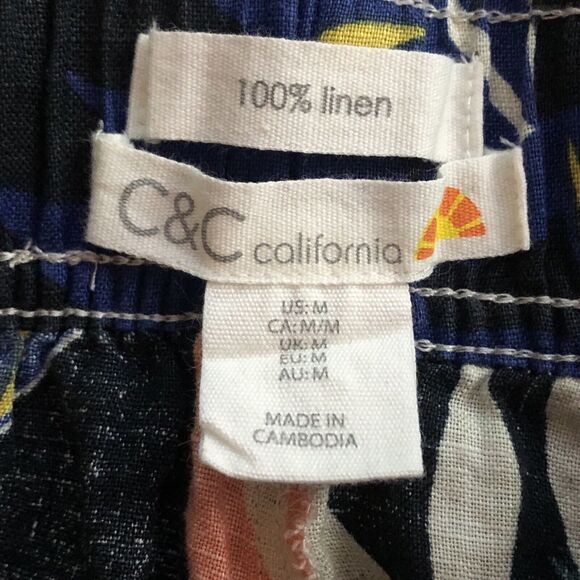 100% linen
C&C california
US: M
CA: M/M
UK: M
EU: M
AU: M
MADE IN
CAMBODIA